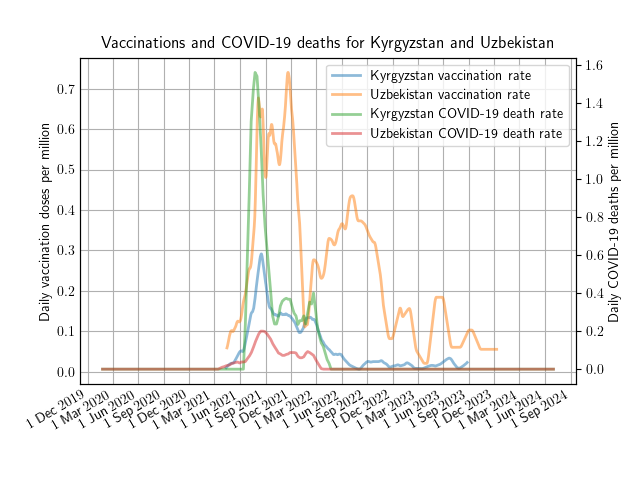 Vaccinations and COVID-19 deaths for Kyrgyzstan and Uzbekistan
Kyrgyzstan vaccination rate
Uzbekistan vaccination rate
Kyrgyzstan COVID-19 death rate
Uzbekistan COVID-19 death rate
Daily vaccination doses per million
0.7
0.6
0.5
0.4
0.3
0.2
0.1
0.0
1.6
1.4
1.2
1.0
0.8
0.6
0.4
0.2
0.0
Daily COVID-19 deaths per million
1 Dec 2019
1 Mar 2020
1 Jun 2020
1 Sep 2020
1 Dec 2020
1 Mar 2021
1 Jun 2021
1 Sep 2021
1 Dec 2021
1 Mar 2022
1 Jun 2022
1 Sep 2022
1 Dec 2022
1 Mar 2023
1 Jun 2023
1 Sep 2023
1 Dec 2023
1 Mar 2024
1 Jun 2024
1 Sep 2024